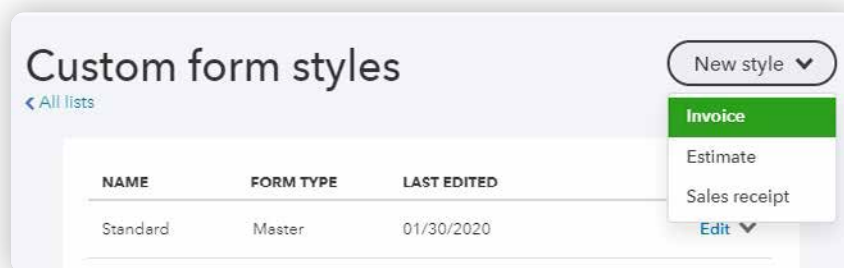 Custom form styles
New style
All lists
Invoice
Estimate
Sales receipt
NAME FORM TYPE LAST EDITED
Standard Master 01/30/2020 Edit